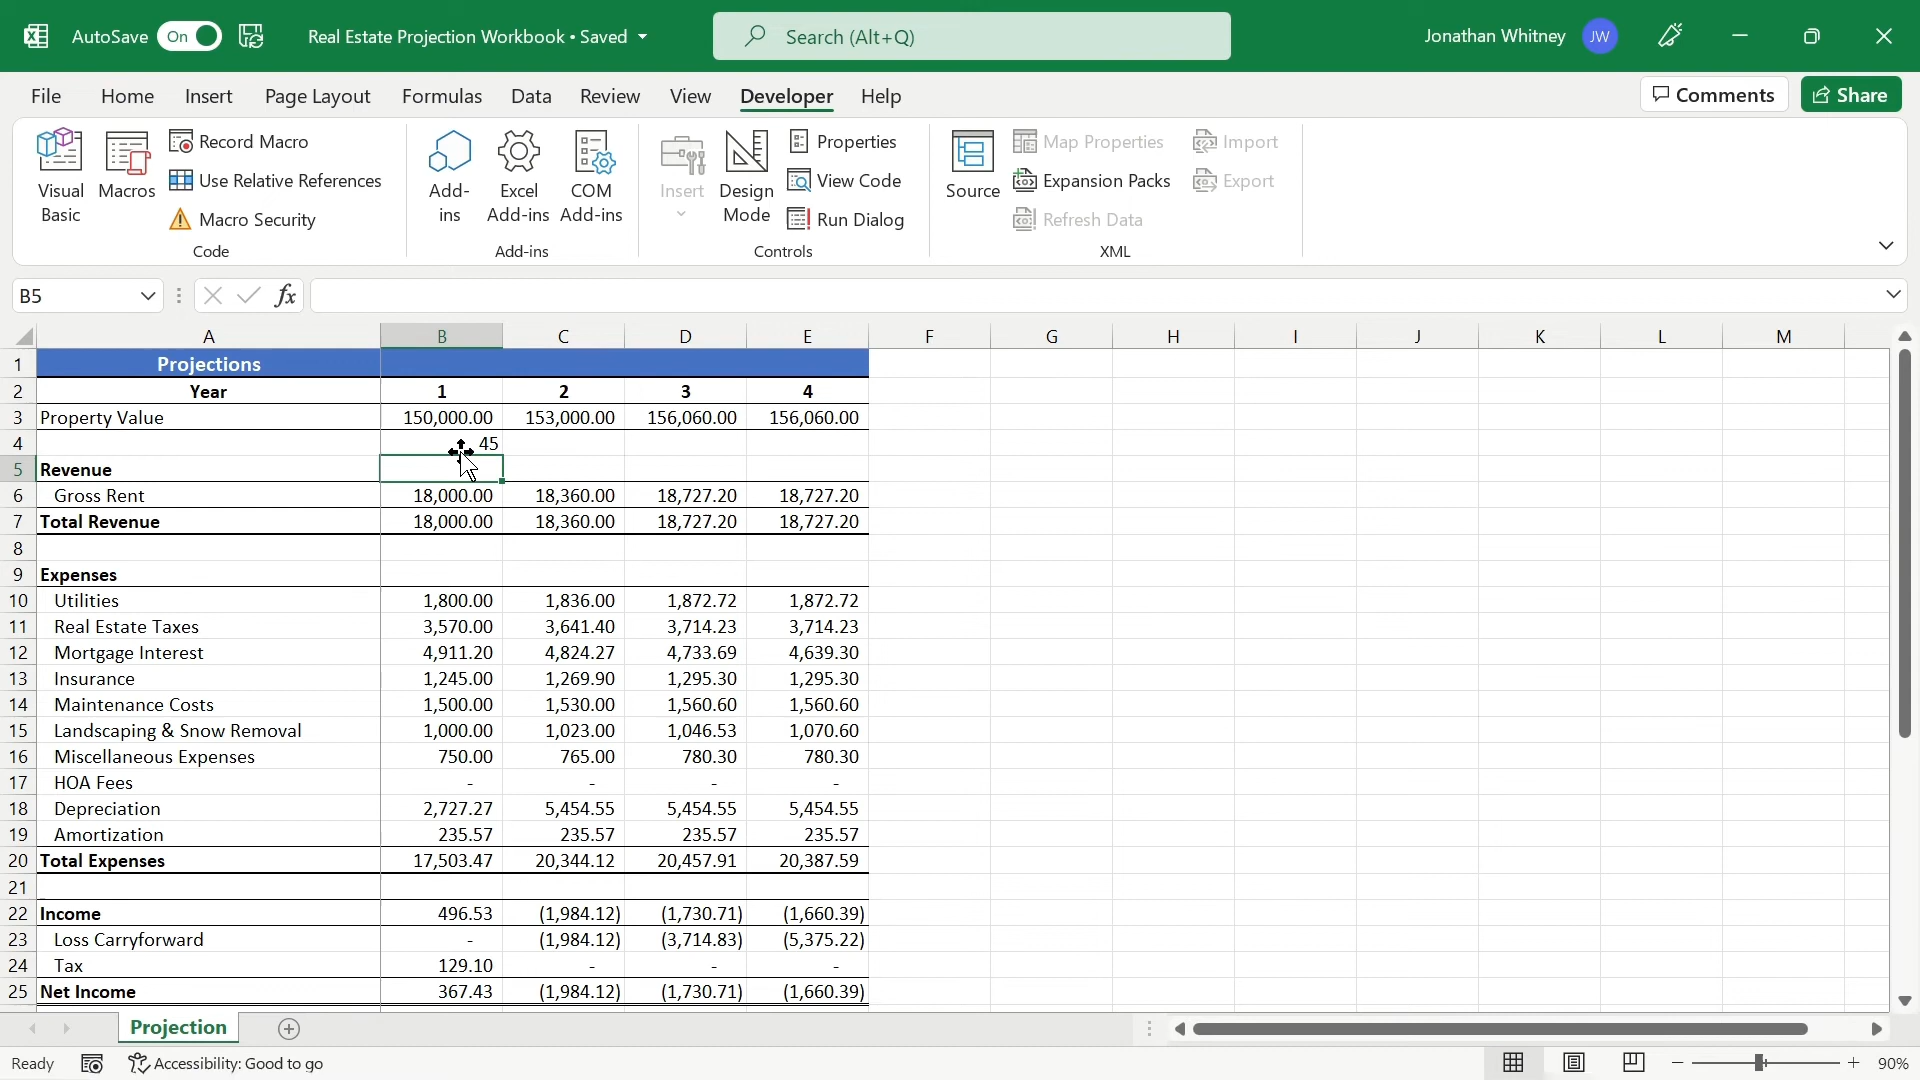 AutoSave On Real Estate Projection Workbook • Saved Search (Alt+Q) Jonathan Whitney JW
File Home Insert Page Layout Formulas Data Review View Developer Help Comments Share
Visual Basic Macros Record Macro Use Relative References Macro Security
Code
Add-ins Excel Add-ins COM Add-ins
Add-ins
Insert Design Mode Properties View Code Run Dialog
Controls
Source Map Properties Expansion Packs Refresh Data Import Export
XML
B5 fx
A B C D E F G H I J K L M
1 Projections
2 Year 1 2 3 4
3 Property Value 150,000.00 153,000.00 156,060.00 156,060.00
4 45
5 Revenue
6 Gross Rent 18,000.00 18,360.00 18,727.20 18,727.20
7 Total Revenue 18,000.00 18,360.00 18,727.20 18,727.20
8
9 Expenses
10 Utilities 1,800.00 1,836.00 1,872.72 1,872.72
11 Real Estate Taxes 3,570.00 3,641.40 3,714.23 3,714.23
12 Mortgage Interest 4,911.20 4,824.27 4,733.69 4,639.30
13 Insurance 1,245.00 1,269.90 1,295.30 1,295.30
14 Maintenance Costs 1,500.00 1,530.00 1,560.60 1,560.60
15 Landscaping & Snow Removal 1,000.00 1,023.00 1,046.53 1,070.60
16 Miscellaneous Expenses 750.00 765.00 780.30 780.30
17 HOA Fees - - - -
18 Depreciation 2,727.27 5,454.55 5,454.55 5,454.55
19 Amortization 235.57 235.57 235.57 235.57
20 Total Expenses 17,503.47 20,344.12 20,457.91 20,387.59
21
22 Income 496.53 (1,984.12) (1,730.71) (1,660.39)
23 Loss Carryforward - (1,984.12) (3,714.83) (5,375.22)
24 Tax 129.10 - - -
25 Net Income 367.43 (1,984.12) (1,730.71) (1,660.39)
Projection
Ready Accessibility: Good to go 90%